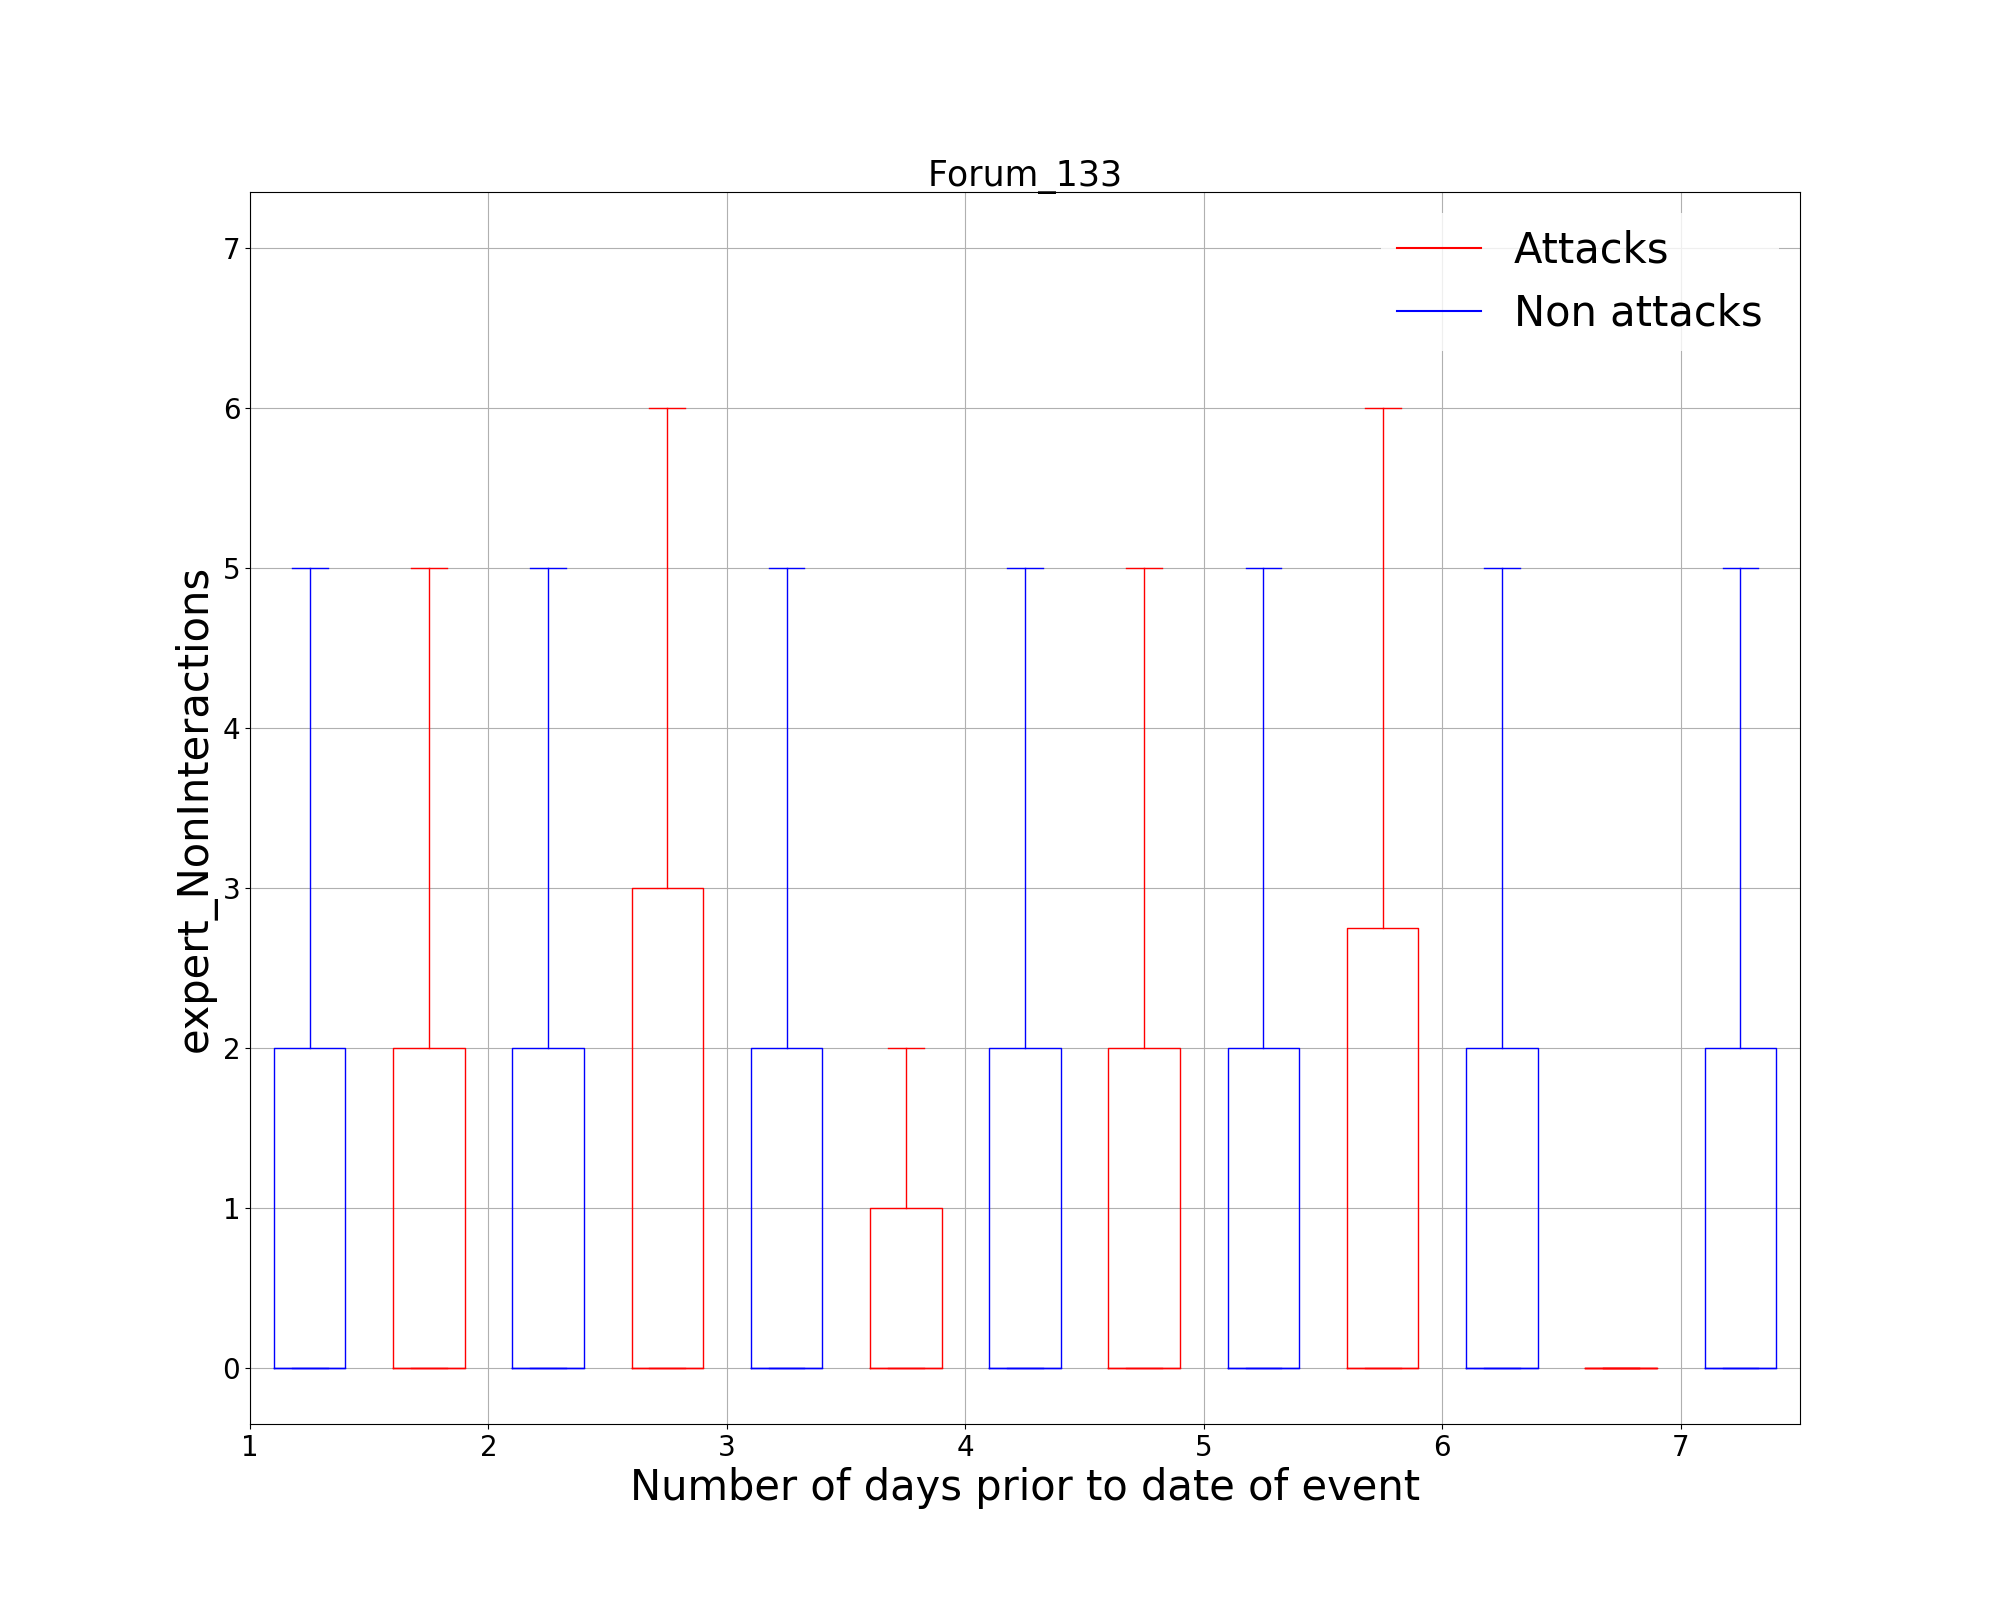 Forum_133
Attacks
Non attacks
7
6
5
4
3
2
1
0
expert_NonInteractions
1 2 3 4 5 6 7
Number of days prior to date of event